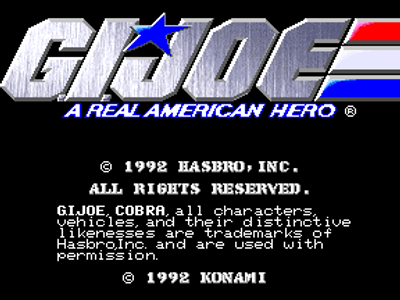 G.I.JOE
A REAL AMERICAN HERO ®
© 1992 HASBRO, INC.
ALL RIGHTS RESERVED.
G.I.JOE, COBRA, all characters,
vehicles, and their distinctive
likenesses are trademarks of
Hasbro,Inc. and are used with
permission.
© 1992 KONAMI